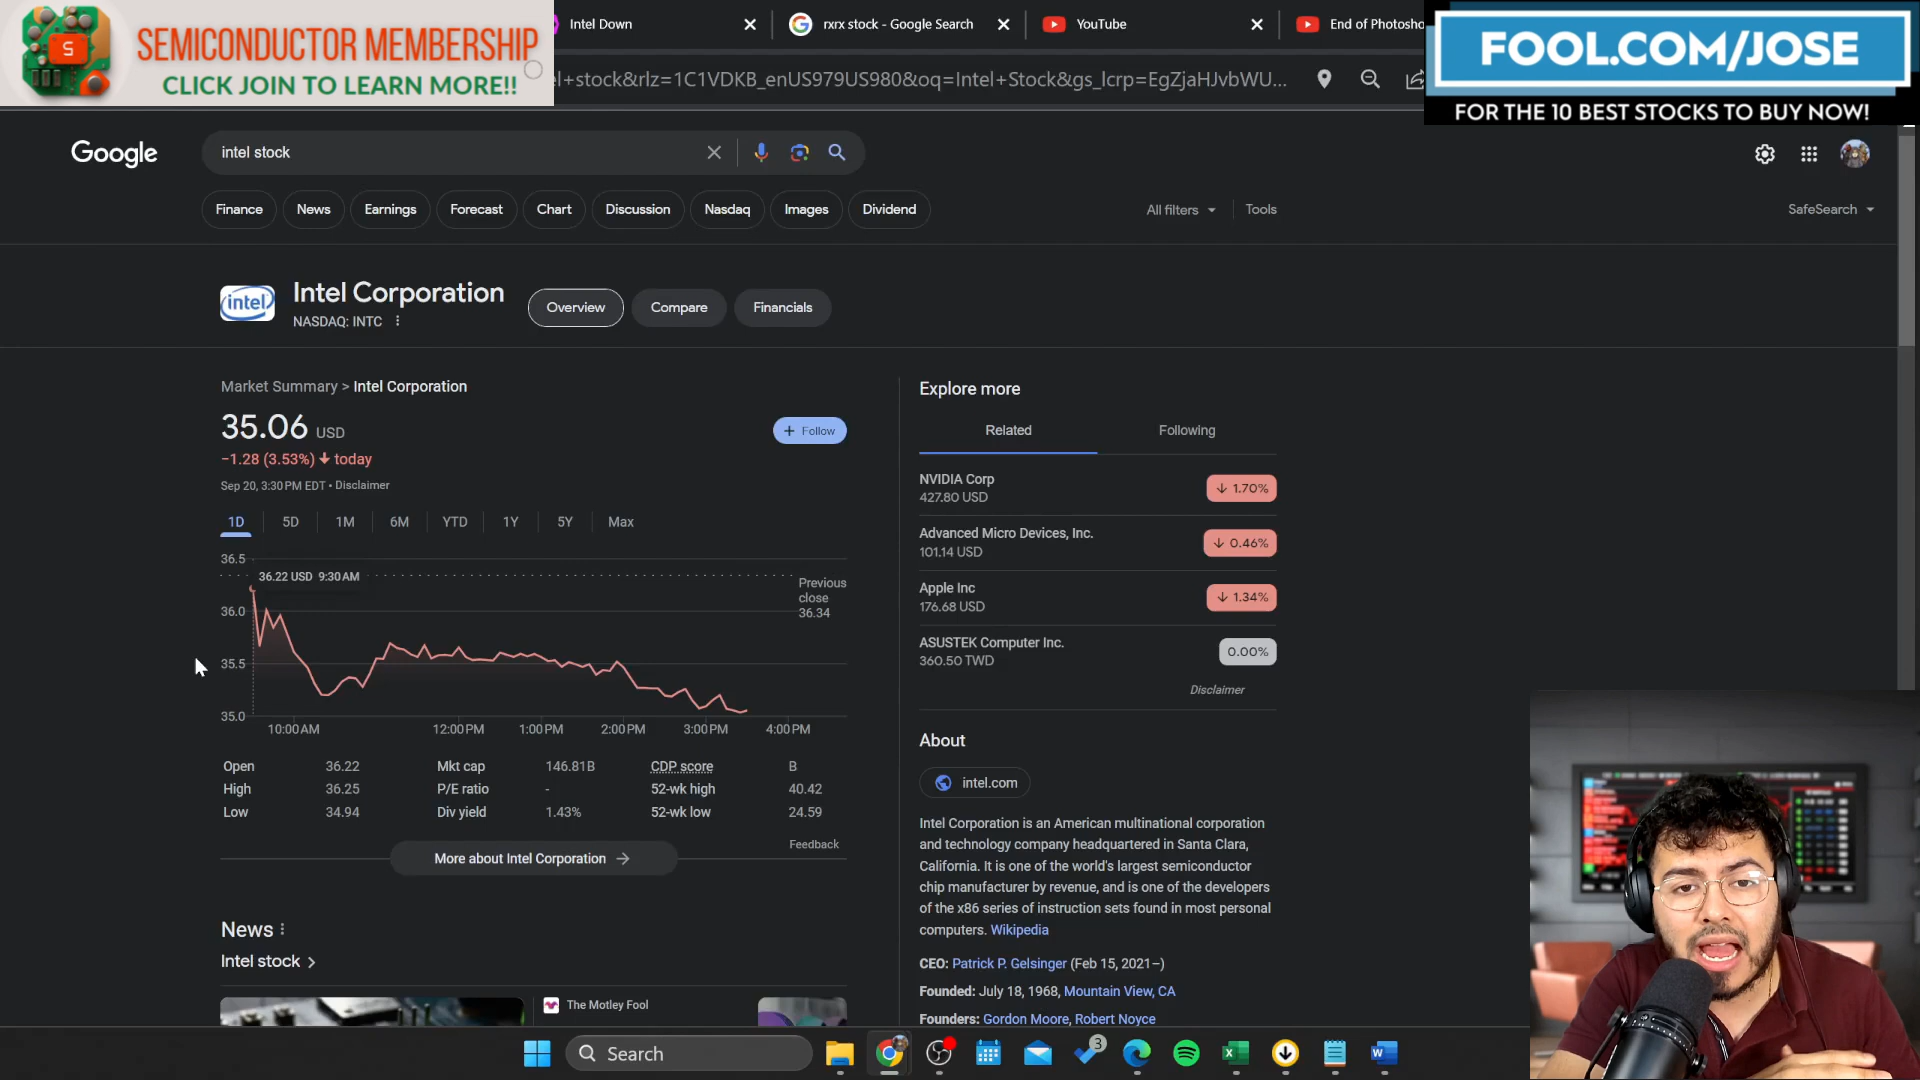 SEMICONDUCTOR MEMBERSHIP
CLICK JOIN TO LEARN MORE!!
S
Intel Down
rxrx stock - Google Search
YouTube
End of Photosho
FOOL.COM/JOSE
FOR THE 10 BEST STOCKS TO BUY NOW!
el+stock&rlz=1C1VDKB_enUS979US980&oq=Intel+Stock&gs_lcrp=EgZjaHJvbWU...
Google
intel stock
Finance
News
Earnings
Forecast
Chart
Discussion
Nasdaq
Images
Dividend
All filters
Tools
SafeSearch
intel
Intel Corporation
NASDAQ: INTC
Overview
Compare
Financials
Market Summary > Intel Corporation
35.06 USD
+ Follow
−1.28 (3.53%) ↓ today
Sep 20, 3:30 PM EDT • Disclaimer
1D
5D
1M
6M
YTD
1Y
5Y
Max
36.5
36.22 USD 9:30 AM
Previous
close
36.34
36.0
35.5
35.0
10:00 AM
12:00 PM
1:00 PM
2:00 PM
3:00 PM
4:00 PM
Open 36.22 Mkt cap 146.81B CDP score B
High 36.25 P/E ratio - 52-wk high 40.42
Low 34.94 Div yield 1.43% 52-wk low 24.59
Feedback
More about Intel Corporation →
News
Intel stock
The Motley Fool
Explore more
Related
Following
NVIDIA Corp
427.80 USD
↓ 1.70%
Advanced Micro Devices, Inc.
101.14 USD
↓ 0.46%
Apple Inc
176.68 USD
↓ 1.34%
ASUSTEK Computer Inc.
360.50 TWD
0.00%
Disclaimer
About
intel.com
Intel Corporation is an American multinational corporation
and technology company headquartered in Santa Clara,
California. It is one of the world's largest semiconductor
chip manufacturer by revenue, and is one of the developers
of the x86 series of instruction sets found in most personal
computers. Wikipedia
CEO: Patrick P. Gelsinger (Feb 15, 2021–)
Founded: July 18, 1968, Mountain View, CA
Founders: Gordon Moore, Robert Noyce
Search
3